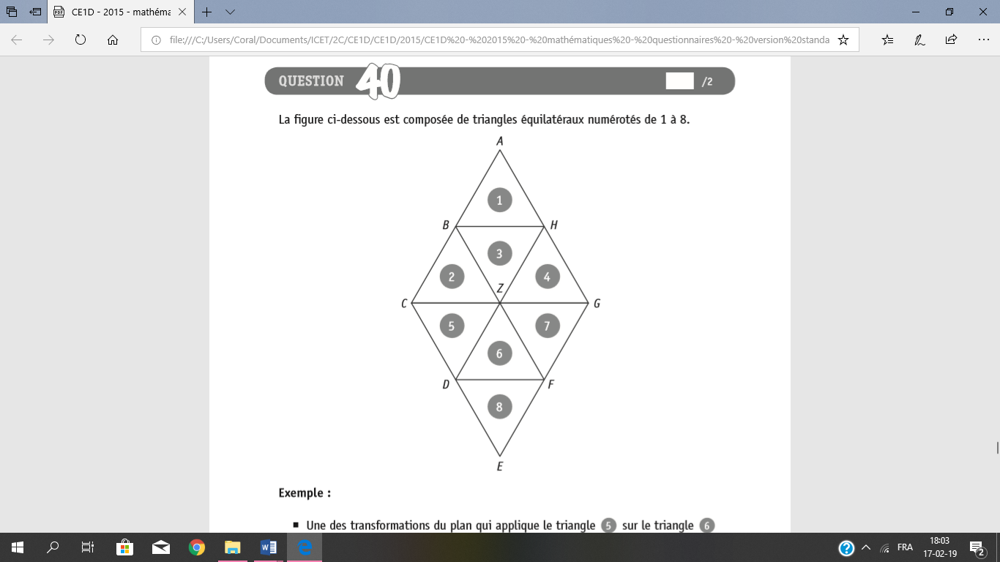 CE1D - 2015 - mathéma
file:///C:/Users/Coral/Documents/ICET/2C/CE1D/CE1D/2015/CE1D%20-%202015%20-%20mathématiques%20-%20questionnaires%20-%20version%20standa
QUESTION 40 /2
La figure ci-dessous est composée de triangles équilatéraux numérotés de 1 à 8.
A
1
B H
3
2 4
Z
C G
5 7
6
D F
8
E
Exemple :
▪ Une des transformations du plan qui applique le triangle 5 sur le triangle 6
FRA
18:03
17-02-19
2